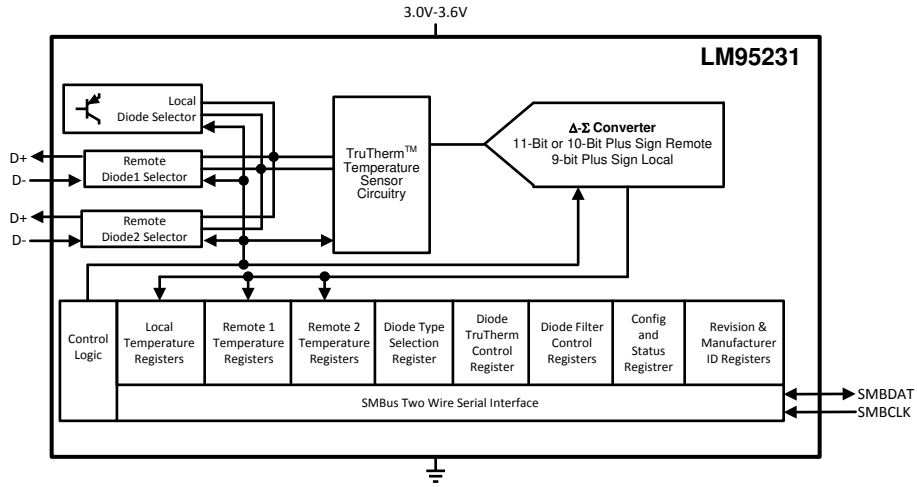 3.0V-3.6V
LM95231
Local
Diode Selector
D+
D-
Remote
Diode1 Selector
D+
D-
Remote
Diode2 Selector
TruTherm™
Temperature
Sensor
Circuitry
Δ-Σ Converter
11-Bit or 10-Bit Plus Sign Remote
9-bit Plus Sign Local
Control
Logic
Local
Temperature
Registers
Remote 1
Temperature
Registers
Remote 2
Temperature
Registers
Diode Type
Selection
Register
Diode
TruTherm
Control
Register
Diode Filter
Control
Registers
Config
and
Status
Registrer
Revision &
Manufacturer
ID Registers
SMBus Two Wire Serial Interface
SMBDAT
SMBCLK